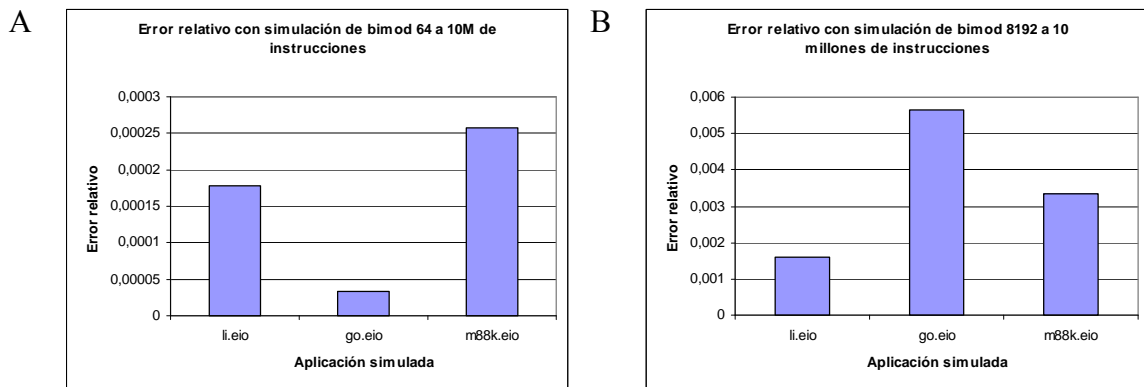 A
Error relativo con simulación de bimod 64 a 10M de
instrucciones
0,0003
0,00025
0,0002
0,00015
0,0001
0,00005
0
Error relativo
li.eio go.eio m88k.eio
Aplicación simulada
B
Error relativo con simulación de bimod 8192 a 10
millones de instrucciones
0,006
0,005
0,004
0,003
0,002
0,001
0
Error relativo
li.eio go.eio m88k.eio
Aplicación simulada